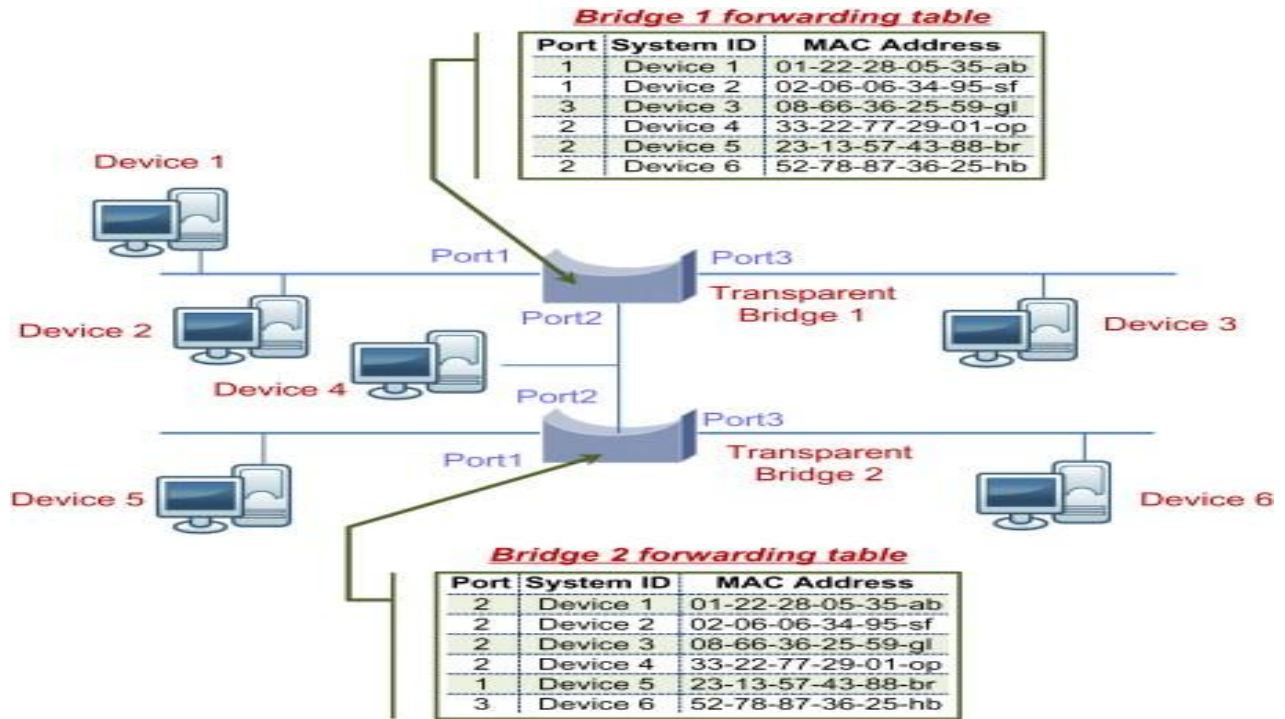 Bridge 1 forwarding table
Port System ID MAC Address
1 Device 1 01-22-28-05-35-ab
1 Device 2 02-06-06-34-95-sf
3 Device 3 08-66-36-25-59-gl
2 Device 4 33-22-77-29-01-op
2 Device 5 23-13-57-43-88-br
2 Device 6 52-78-87-36-25-hb
Device 1
Port1
Port3
Transparent
Bridge 1
Device 2
Port2
Device 3
Device 4
Port2
Port3
Port1
Transparent
Bridge 2
Device 5
Device 6
Bridge 2 forwarding table
Port System ID MAC Address
2 Device 1 01-22-28-05-35-ab
2 Device 2 02-06-06-34-95-sf
2 Device 3 08-66-36-25-59-gl
2 Device 4 33-22-77-29-01-op
1 Device 5 23-13-57-43-88-br
3 Device 6 52-78-87-36-25-hb